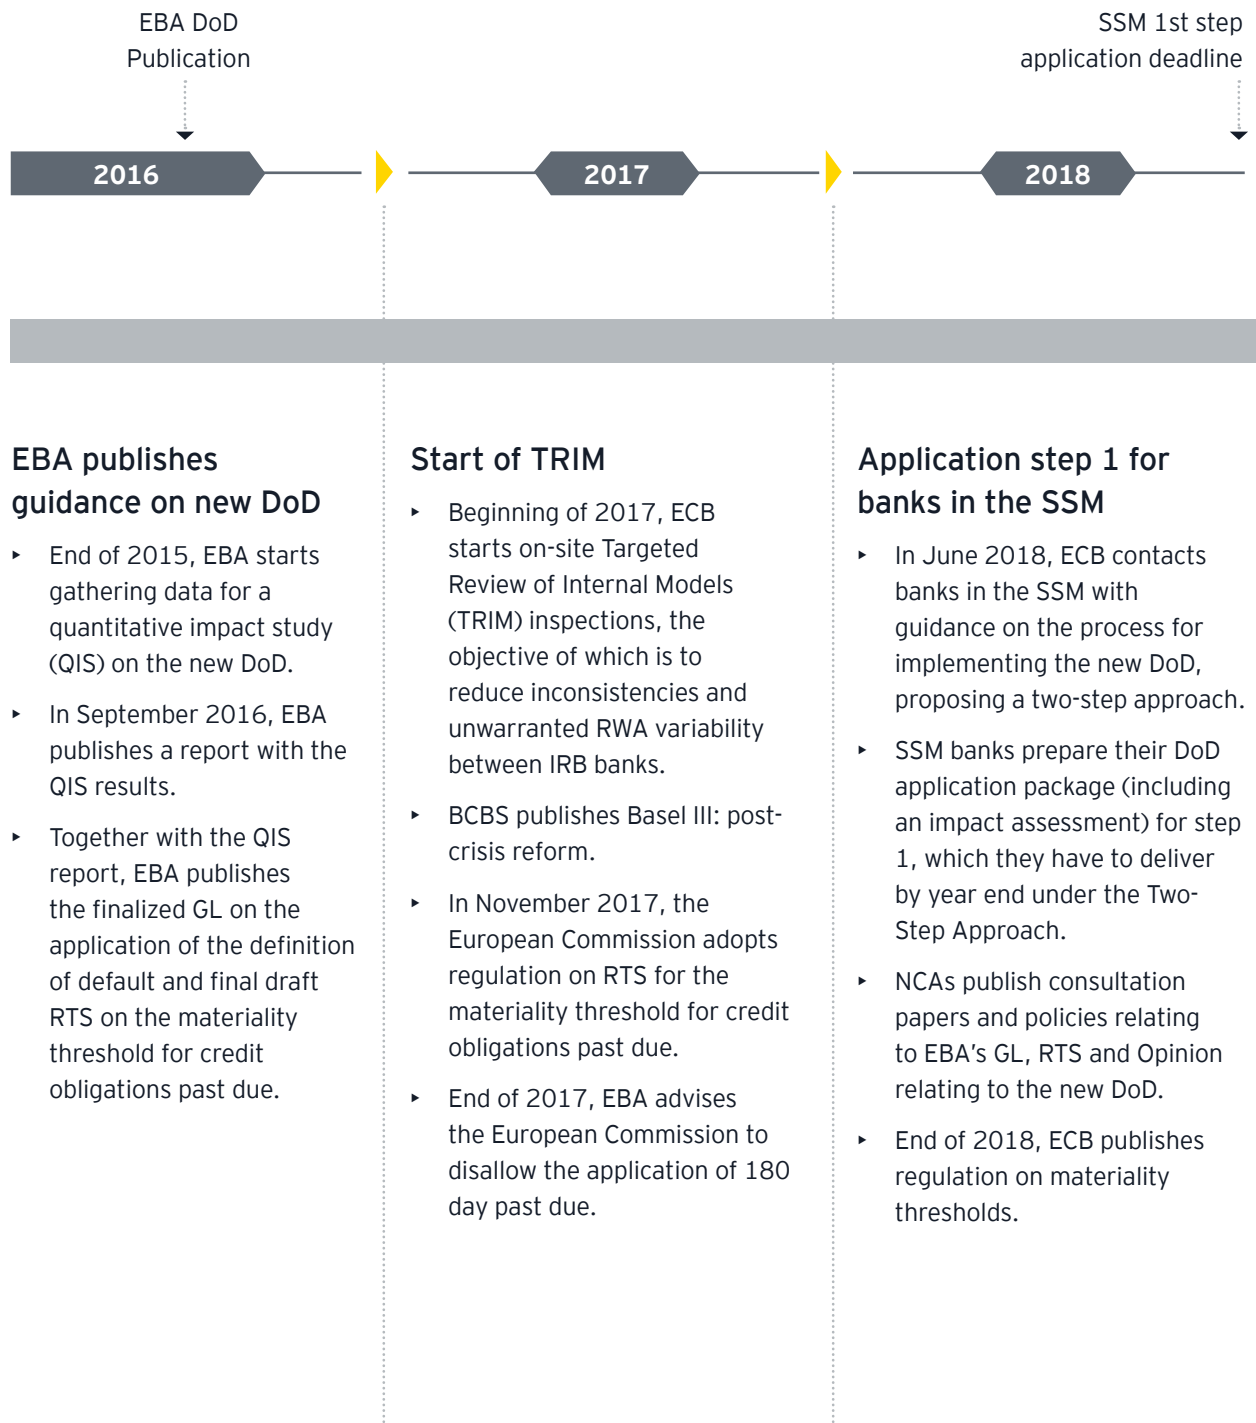 EBA DoD
Publication
SSM 1st step
application deadline
2016
2017
2018
EBA publishes
guidance on new DoD
‣ End of 2015, EBA starts
gathering data for a
quantitative impact study
(QIS) on the new DoD.
‣ In September 2016, EBA
publishes a report with the
QIS results.
‣ Together with the QIS
report, EBA publishes
the finalized GL on the
application of the definition
of default and final draft
RTS on the materiality
threshold for credit
obligations past due.
Start of TRIM
‣ Beginning of 2017, ECB
starts on-site Targeted
Review of Internal Models
(TRIM) inspections, the
objective of which is to
reduce inconsistencies and
unwarranted RWA variability
between IRB banks.
‣ BCBS publishes Basel III: post-
crisis reform.
‣ In November 2017, the
European Commission adopts
regulation on RTS for the
materiality threshold for credit
obligations past due.
‣ End of 2017, EBA advises
the European Commission to
disallow the application of 180
day past due.
Application step 1 for
banks in the SSM
‣ In June 2018, ECB contacts
banks in the SSM with
guidance on the process for
implementing the new DoD,
proposing a two-step approach.
‣ SSM banks prepare their DoD
application package (including
an impact assessment) for step
1, which they have to deliver
by year end under the Two-
Step Approach.
‣ NCAs publish consultation
papers and policies relating
to EBA's GL, RTS and Opinion
relating to the new DoD.
‣ End of 2018, ECB publishes
regulation on materiality
thresholds.